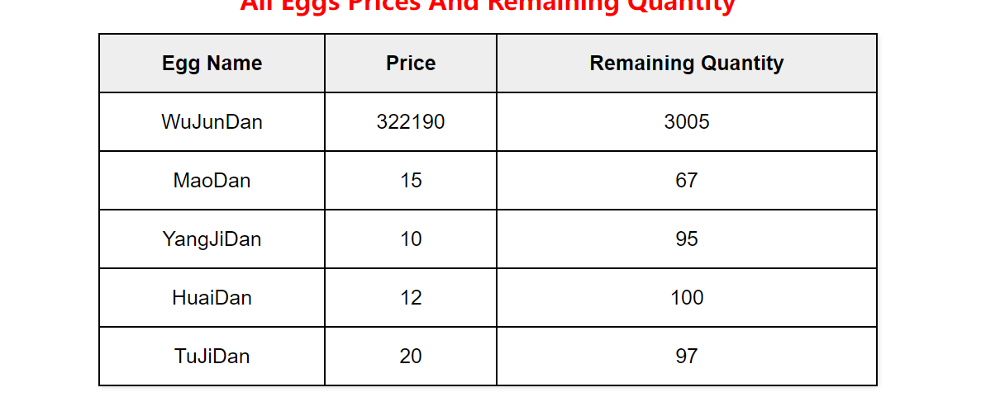 All Eggs Prices And Remaining Quantity
Egg Name Price Remaining Quantity
WuJunDan 322190 3005
MaoDan 15 67
YangJiDan 10 95
HuaiDan 12 100
TuJiDan 20 97